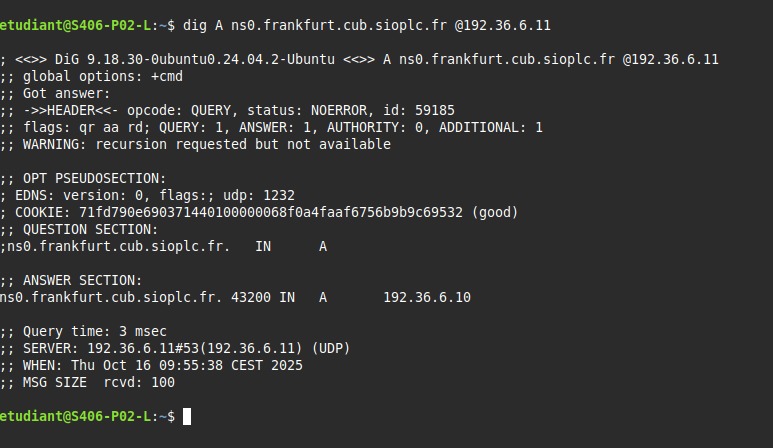 etudiant@S406-P02-L:~$ dig A ns0.frankfurt.cub.sioplc.fr @192.36.6.11
; <<>> DiG 9.18.30-0ubuntu0.24.04.2-Ubuntu <<>> A ns0.frankfurt.cub.sioplc.fr @192.36.6.11
;; global options: +cmd
;; Got answer:
;; ->>HEADER<<- opcode: QUERY, status: NOERROR, id: 59185
;; flags: qr aa rd; QUERY: 1, ANSWER: 1, AUTHORITY: 0, ADDITIONAL: 1
;; WARNING: recursion requested but not available
;; OPT PSEUDOSECTION:
; EDNS: version: 0, flags:; udp: 1232
; COOKIE: 71fd790e690371440100000068f0a4faaf6756b9b9c69532 (good)
;; QUESTION SECTION:
;ns0.frankfurt.cub.sioplc.fr. IN A
;; ANSWER SECTION:
ns0.frankfurt.cub.sioplc.fr. 43200 IN A 192.36.6.10
;; Query time: 3 msec
;; SERVER: 192.36.6.11#53(192.36.6.11) (UDP)
;; WHEN: Thu Oct 16 09:55:38 CEST 2025
;; MSG SIZE rcvd: 100
etudiant@S406-P02-L:~$